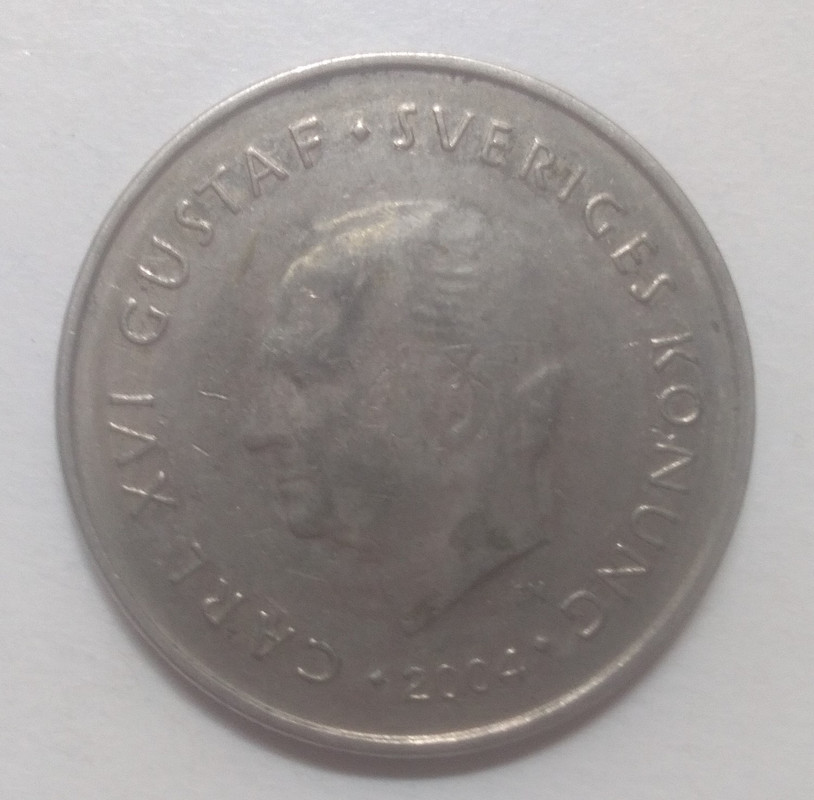 CARL XVI GUSTAF · SVERIGES KONUNG ·
2004 ·